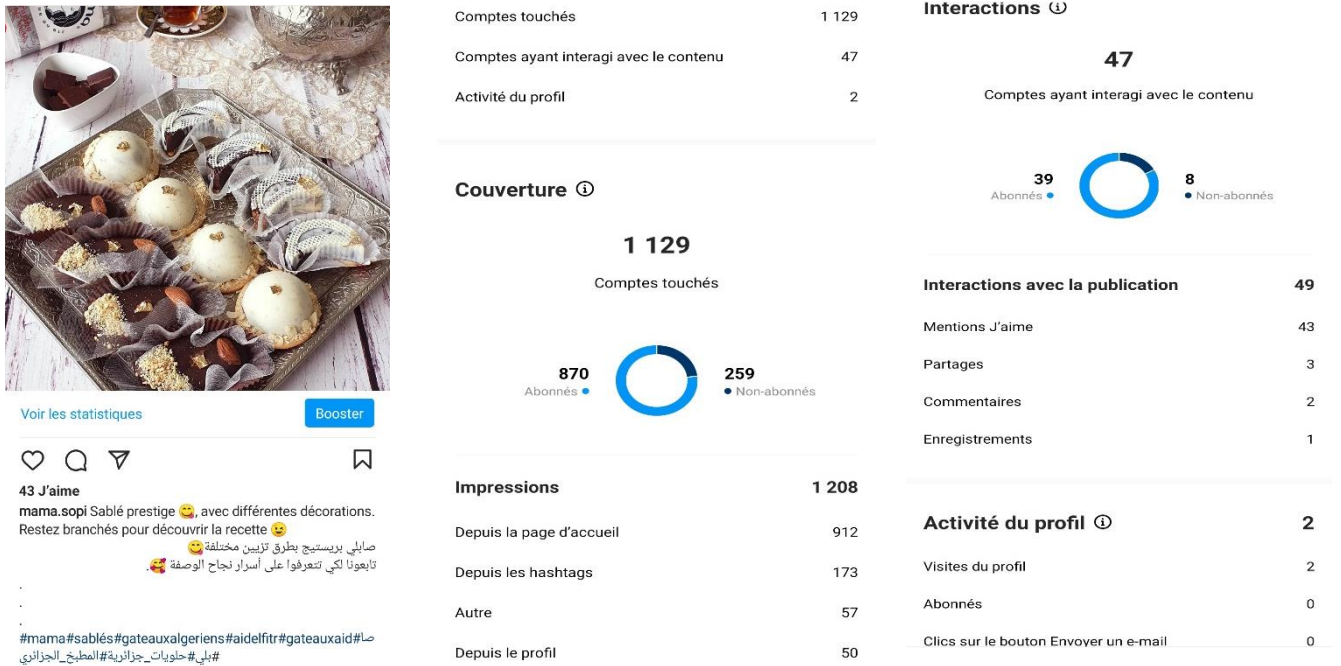 Voir les statistiques
Booster
43 J'aime
mama.sopi Sablé prestige 😋, avec différentes décorations.
Restez branchés pour découvrir la recette 😉
صابلي بريستيج بطرق تزيين مختلفة😋
تابعونا لكي تتعرفوا على أسرار نجاح الوصفة 🥰.
.
.
.
#mama#sablés#gateauxalgeriens#aidelfitr#gateauxaid#صا
بلي#حلويات_جزائرية#المطبخ_الجزائري#
Comptes touchés 1 129
Comptes ayant interagi avec le contenu 47
Activité du profil 2
Couverture
1 129
Comptes touchés
870 259
Abonnés • • Non-abonnés
Impressions 1 208
Depuis la page d'accueil 912
Depuis les hashtags 173
Autre 57
Depuis le profil 50
Interactions
47
Comptes ayant interagi avec le contenu
39 8
Abonnés • • Non-abonnés
Interactions avec la publication 49
Mentions J'aime 43
Partages 3
Commentaires 2
Enregistrements 1
Activité du profil 2
Visites du profil 2
Abonnés 0
Clics sur le bouton Envoyer un e-mail 0